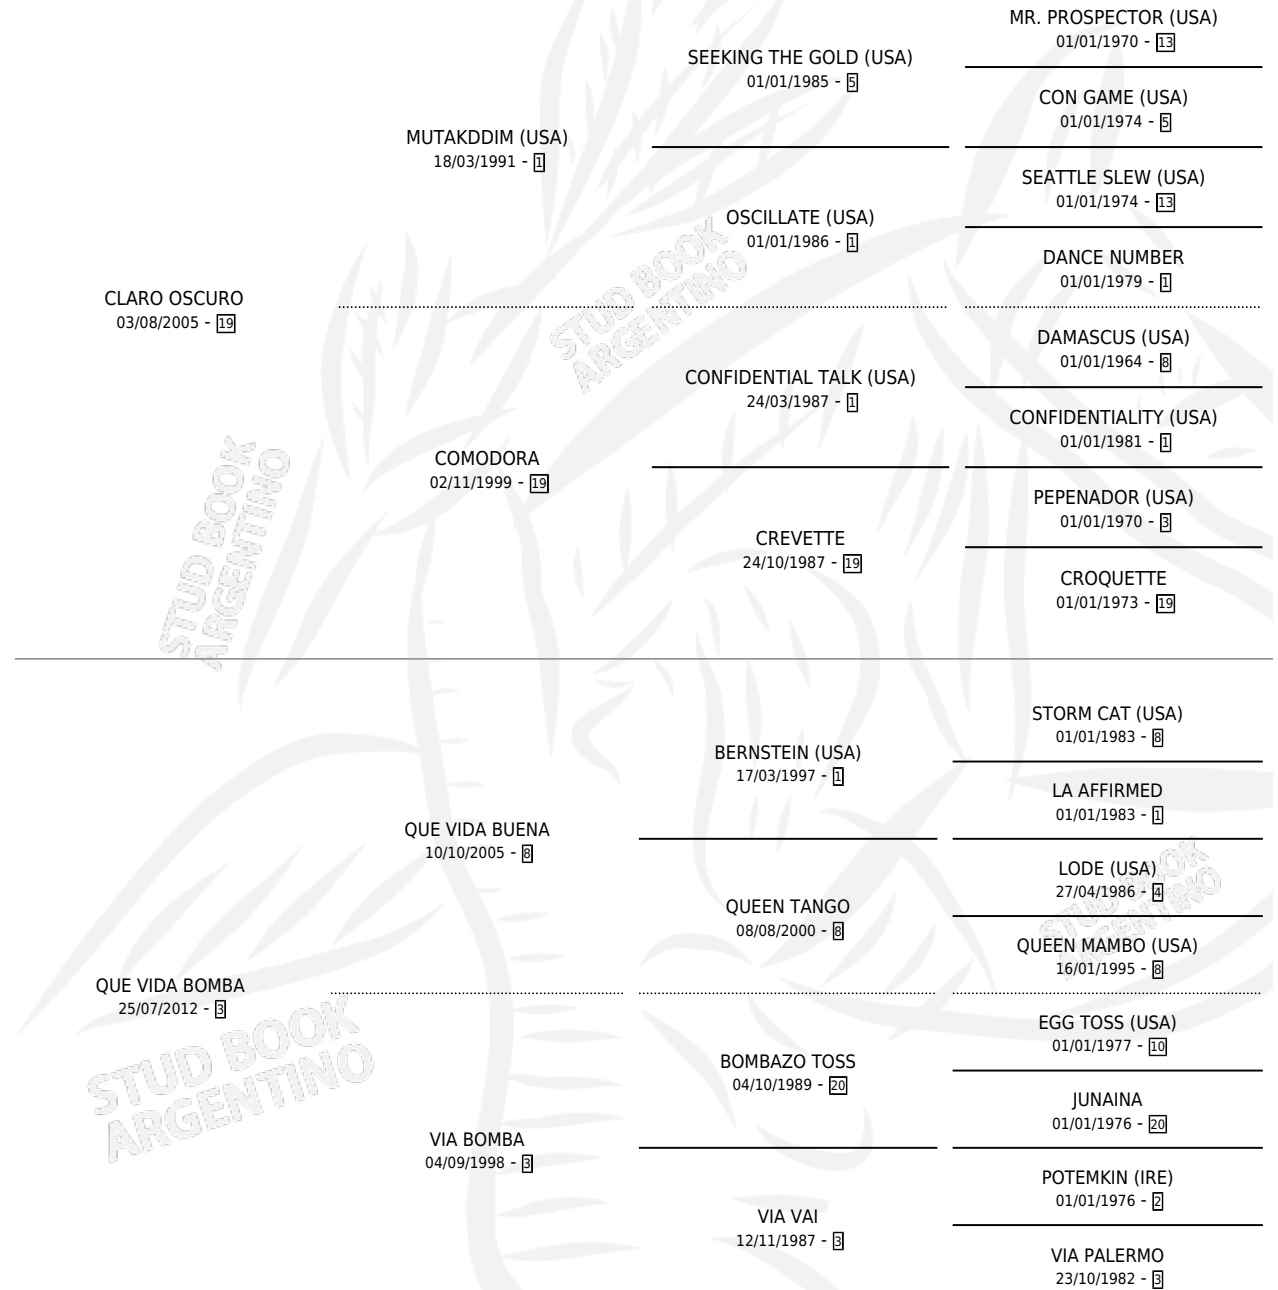 MR. PROSPECTOR (USA)
01/01/1970 - 13
SEEKING THE GOLD (USA)
01/01/1985 - 5
CON GAME (USA)
01/01/1974 - 5
MUTAKDDIM (USA)
18/03/1991 - 1
SEATTLE SLEW (USA)
01/01/1974 - 13
OSCILLATE (USA)
01/01/1986 - 1
DANCE NUMBER
01/01/1979 - 1
CLARO OSCURO
03/08/2005 - 19
DAMASCUS (USA)
01/01/1964 - 8
CONFIDENTIAL TALK (USA)
24/03/1987 - 1
CONFIDENTIALITY (USA)
01/01/1981 - 1
COMODORA
02/11/1999 - 19
PEPENADOR (USA)
01/01/1970 - 3
CREVETTE
24/10/1987 - 19
CROQUETTE
01/01/1973 - 19
STORM CAT (USA)
01/01/1983 - 8
BERNSTEIN (USA)
17/03/1997 - 1
LA AFFIRMED
01/01/1983 - 1
QUE VIDA BUENA
10/10/2005 - 8
LODE (USA)
27/04/1986 - 4
QUEEN TANGO
08/08/2000 - 8
QUEEN MAMBO (USA)
16/01/1995 - 8
QUE VIDA BOMBA
25/07/2012 - 3
EGG TOSS (USA)
01/01/1977 - 10
BOMBAZO TOSS
04/10/1989 - 20
JUNAINA
01/01/1976 - 20
VIA BOMBA
04/09/1998 - 3
POTEMKIN (IRE)
01/01/1976 - 2
VIA VAI
12/11/1987 - 3
VIA PALERMO
23/10/1982 - 3
STUD BOOK
ARGENTINO
STUD BOOK
ARGENTINO
STUD BOOK
ARGENTINO
STUD BOOK
ARGENTINO